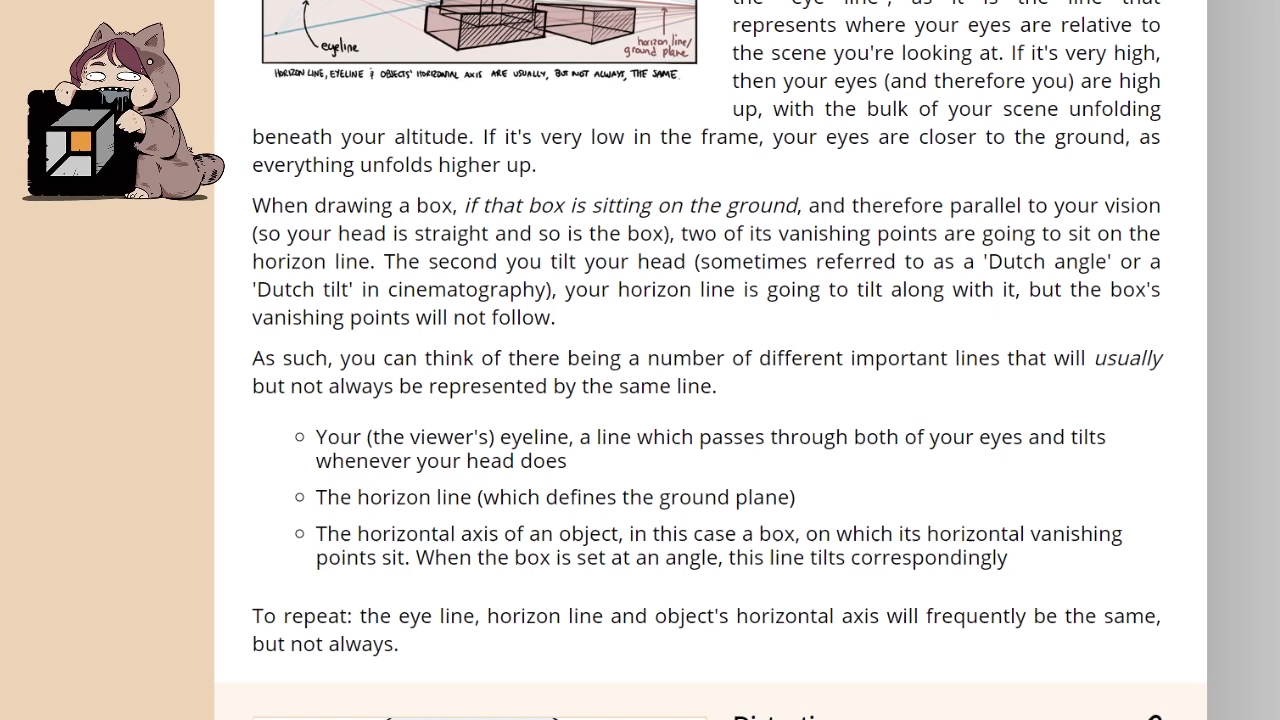 the "eye line", as it is the line that
represents where your eyes are relative to
the scene you're looking at. If it's very high,
then your eyes (and therefore you) are high
up, with the bulk of your scene unfolding
eyeline
horizon line/
ground plane
HORIZON LINE, EYELINE & OBJECTS' HORIZONTAL AXIS ARE USUALLY, BUT NOT ALWAYS, THE SAME.
beneath your altitude. If it's very low in the frame, your eyes are closer to the ground, as
everything unfolds higher up.
When drawing a box, if that box is sitting on the ground, and therefore parallel to your vision
(so your head is straight and so is the box), two of its vanishing points are going to sit on the
horizon line. The second you tilt your head (sometimes referred to as a 'Dutch angle' or a
'Dutch tilt' in cinematography), your horizon line is going to tilt along with it, but the box's
vanishing points will not follow.
As such, you can think of there being a number of different important lines that will usually
but not always be represented by the same line.
Your (the viewer's) eyeline, a line which passes through both of your eyes and tilts
whenever your head does
The horizon line (which defines the ground plane)
The horizontal axis of an object, in this case a box, on which its horizontal vanishing
points sit. When the box is set at an angle, this line tilts correspondingly
To repeat: the eye line, horizon line and object's horizontal axis will frequently be the same,
but not always.